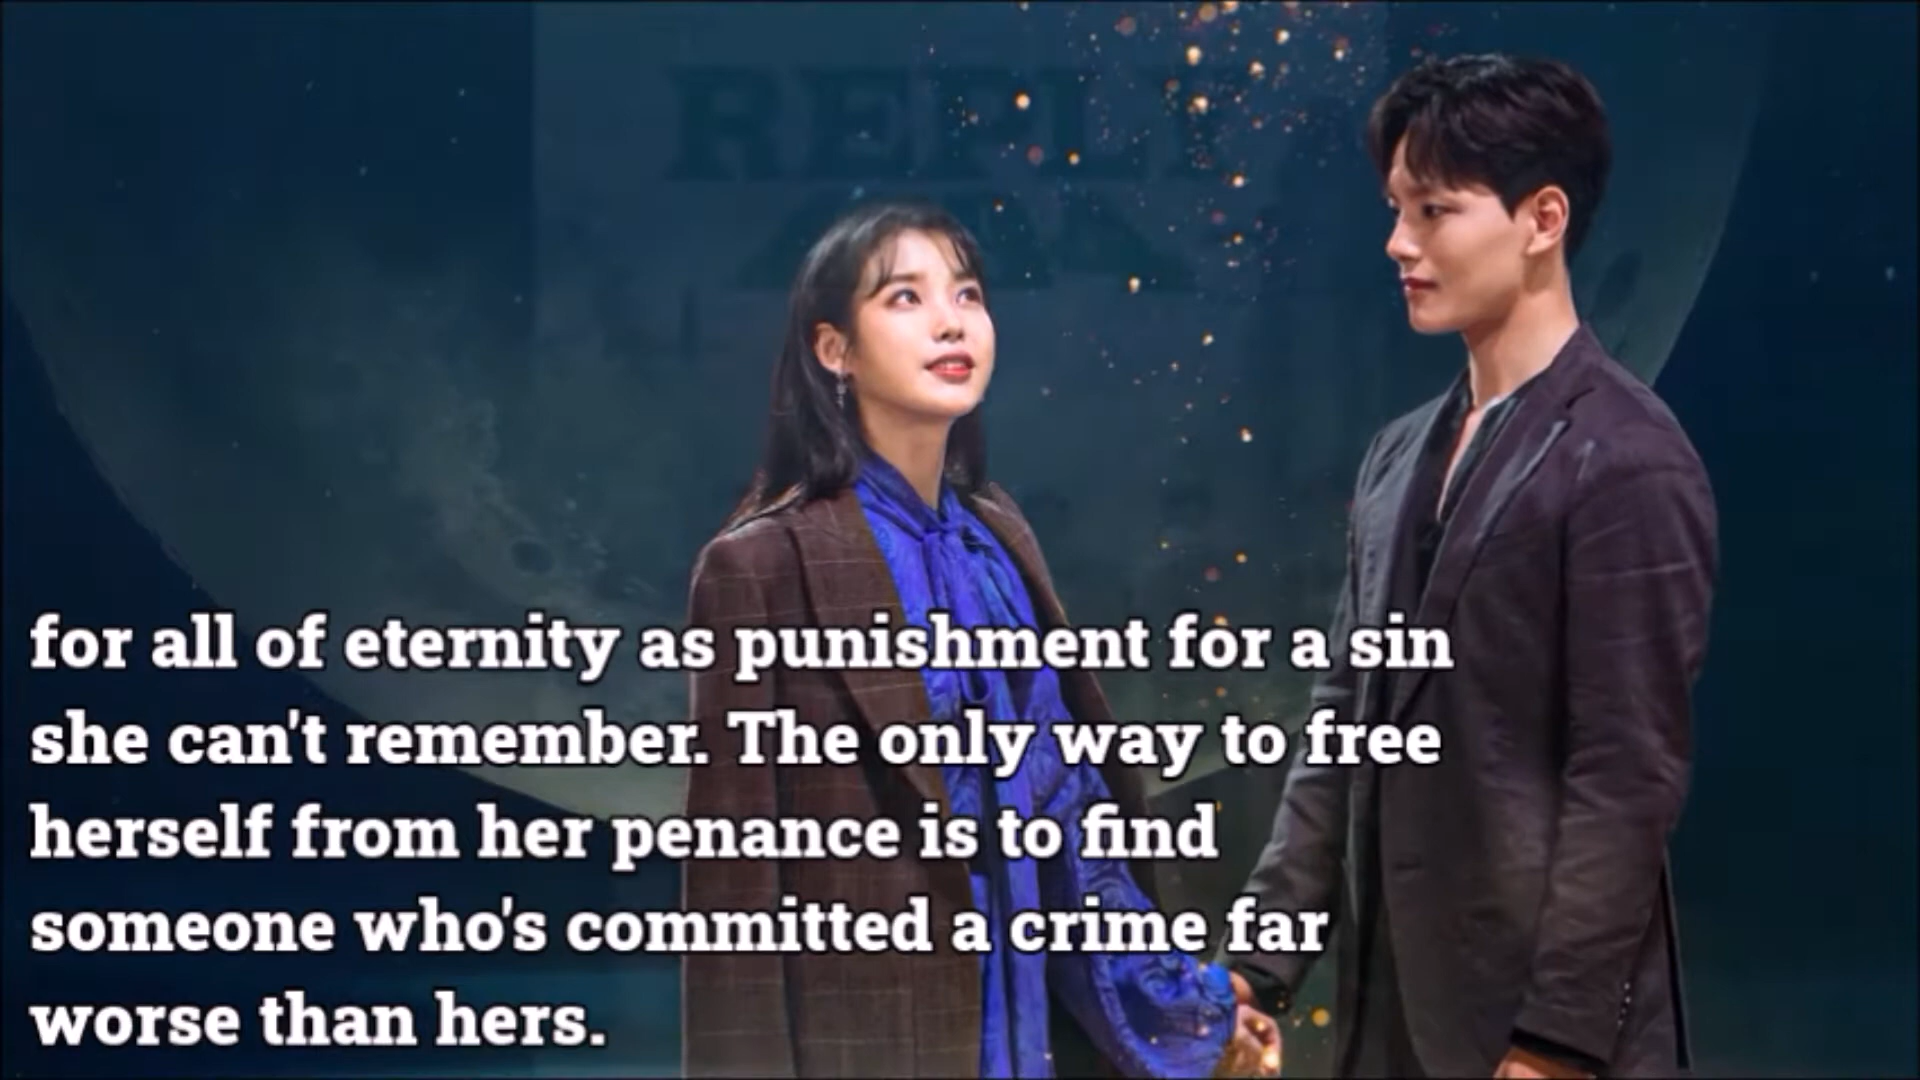 REPLY
for all of eternity as punishment for a sin
she can't remember. The only way to free
herself from her penance is to find
someone who's committed a crime far
worse than hers.